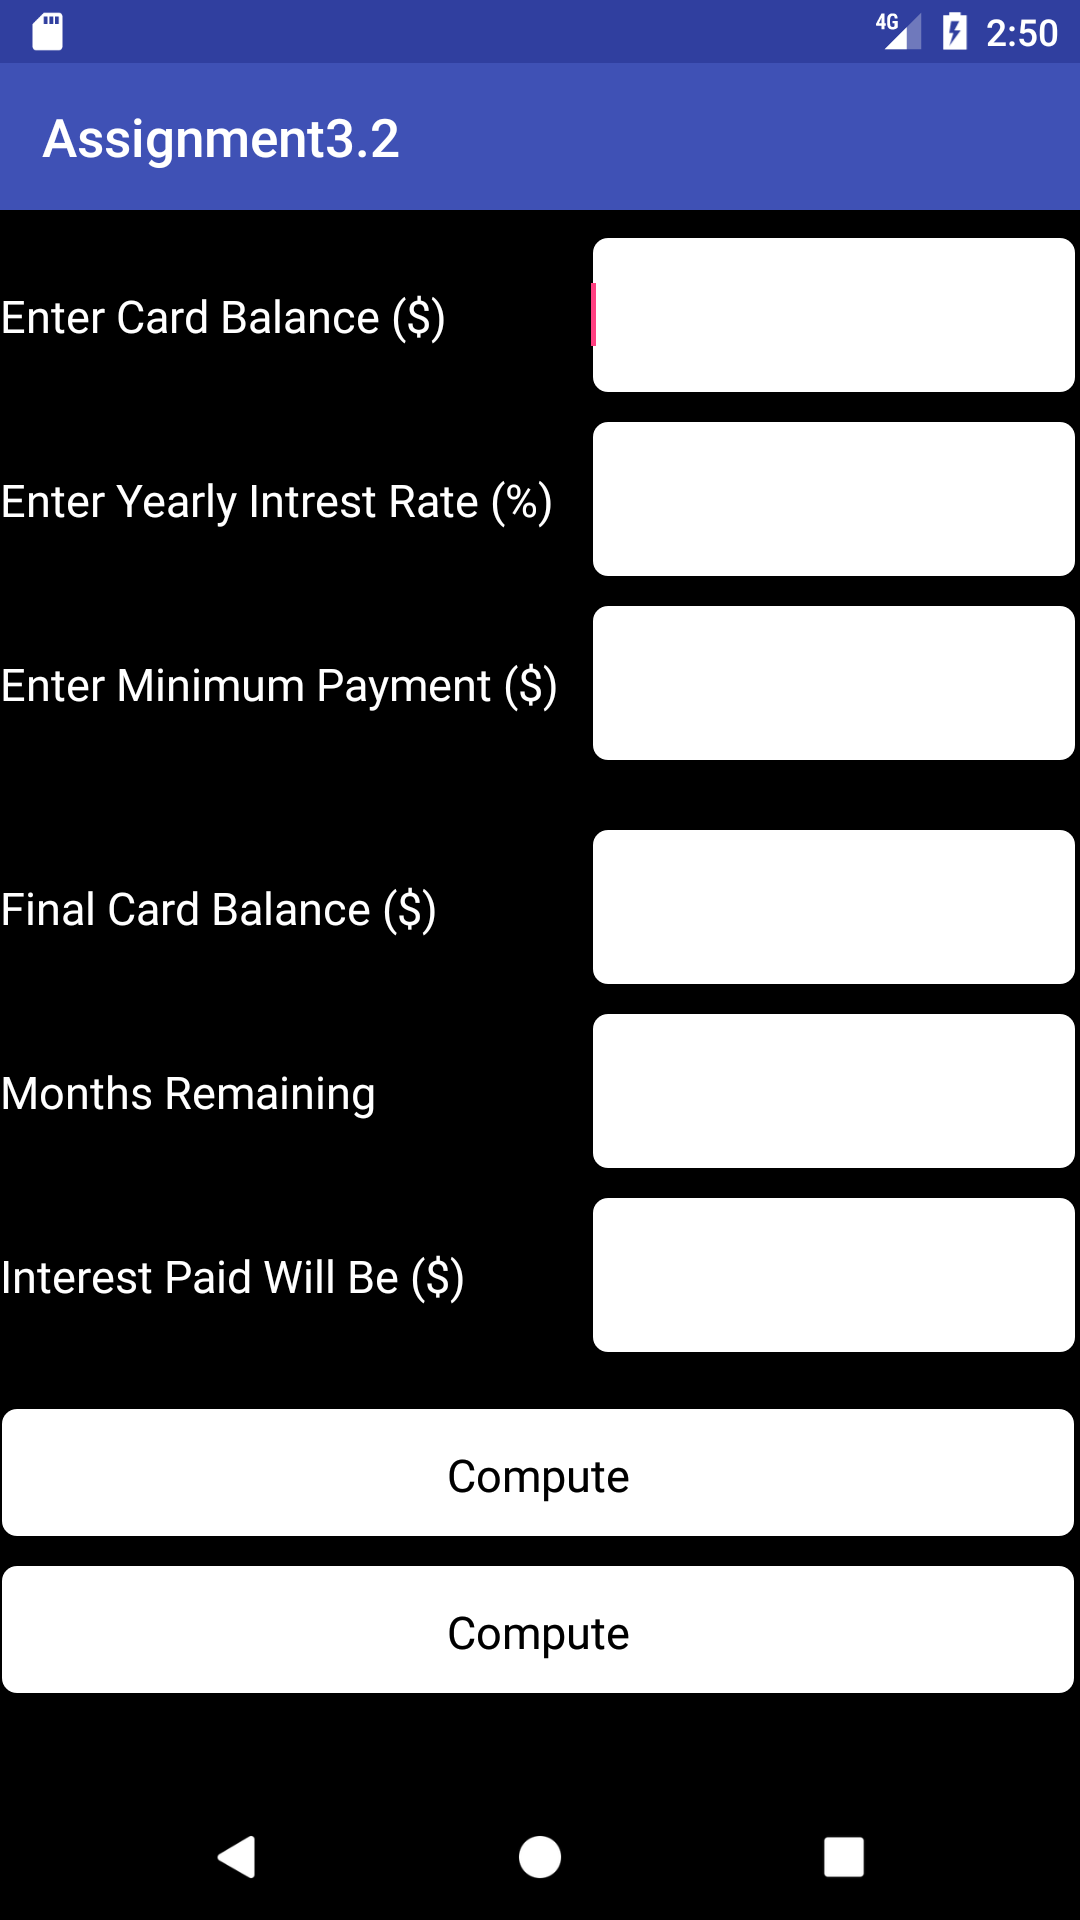 4G 2:50
Assignment3.2
Enter Card Balance ($)
Enter Yearly Intrest Rate (%)
Enter Minimum Payment ($)
Final Card Balance ($)
Months Remaining
Interest Paid Will Be ($)
Compute
Compute